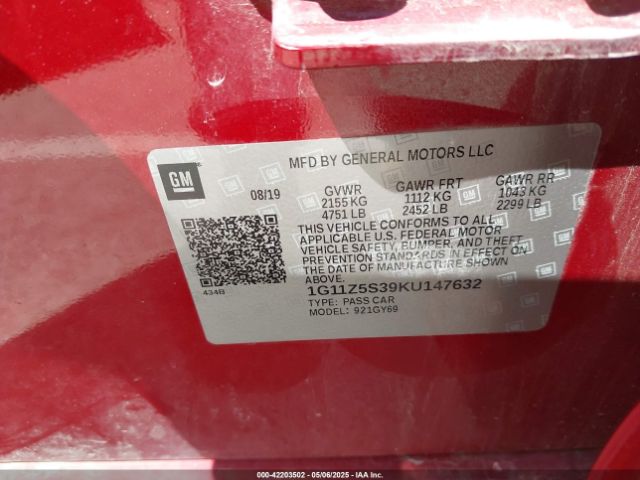 MFD BY GENERAL MOTORS LLC
GM
08/19
GVWR
2155 KG
4751 LB
GAWR FRT
1112 KG
2452 LB
GAWR RR
1043 KG
2299 LB
THIS VEHICLE CONFORMS TO ALL
APPLICABLE U.S. FEDERAL MOTOR
VEHICLE SAFETY, BUMPER, AND THEFT
PREVENTION STANDARDS IN EFFECT ON
THE DATE OF MANUFACTURE SHOWN
ABOVE.
434B
1G11Z5S39KU147632
TYPE: PASS CAR
MODEL: 921GY69
000-42203502 - 05/06/2025 - IAA Inc.